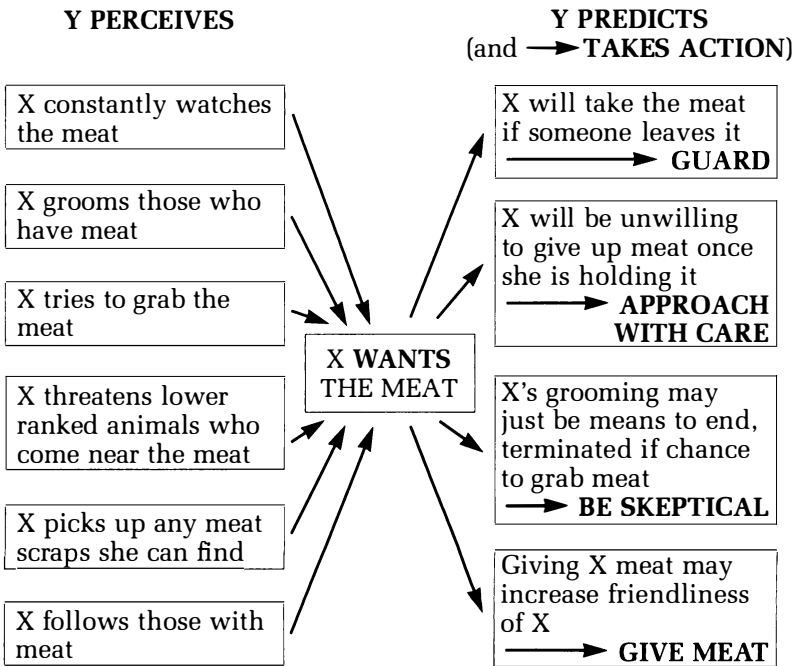 Y PERCEIVES
X constantly watches
the meat
X grooms those who
have meat
X tries to grab the
meat
X threatens lower
ranked animals who
come near the meat
X picks up any meat
scraps she can find
X follows those with
meat
X WANTS
THE MEAT
Y PREDICTS
(and → TAKES ACTION)
X will take the meat
if someone leaves it
→ GUARD
X will be unwilling
to give up meat once
she is holding it
→ APPROACH
WITH CARE
X's grooming may
just be means to end,
terminated if chance
to grab meat
→ BE SKEPTICAL
Giving X meat may
increase friendliness
of X
→ GIVE MEAT